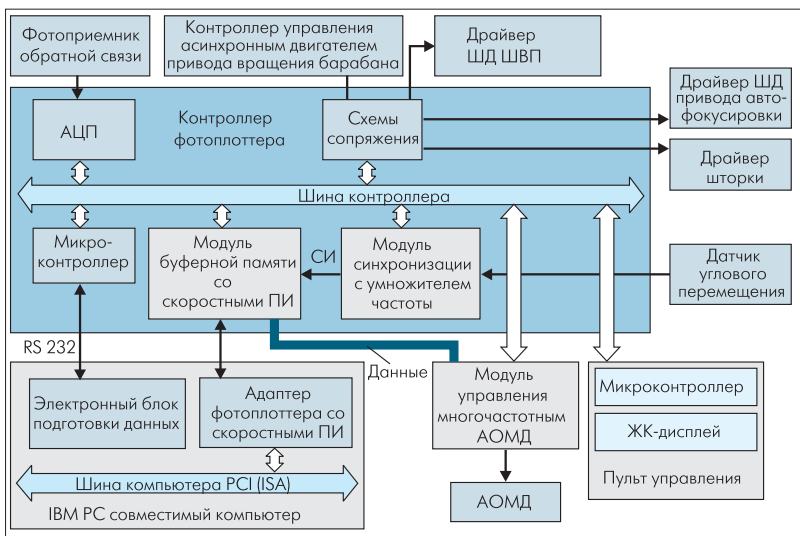 Фотоприемник
обратной связи
Контроллер управления
асинхронным двигателем
привода вращения барабана
Драйвер
ШД ШВП
Драйвер ШД
привода авто-
фокусировки
АЦП
Контроллер
фотоплоттера
Схемы
сопряжения
Драйвер
шторки
Шина контроллера
Микро-
контроллер
Модуль
буферной памяти
со
скоростными ПИ
СИ
Модуль
синхронизации
с умножителем
частоты
Датчик
углового
перемещения
RS 232
Данные
Электронный блок
подготовки данных
Адаптер
фотоплоттера со
скоростными ПИ
Модуль
управления
многочастотным
АОМД
Микроконтроллер
ЖК-дисплей
Пульт управления
Шина компьютера PCI (ISA)
IBM PC совместимый компьютер
АОМД